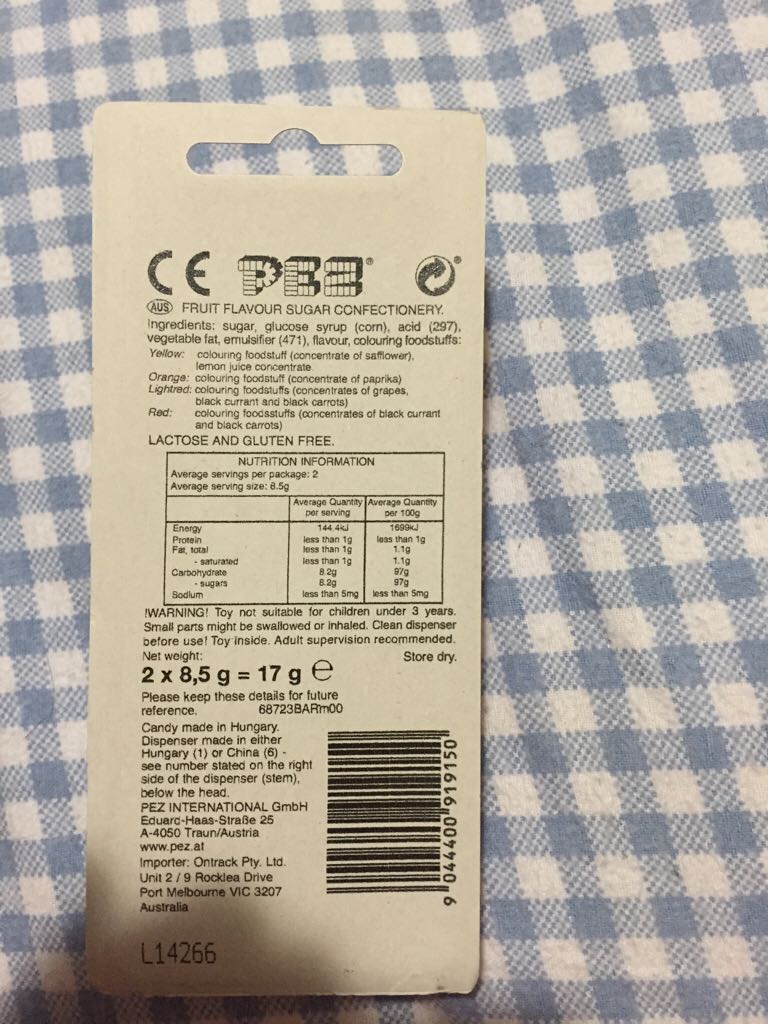 CE PEZ®
AUS FRUIT FLAVOUR SUGAR CONFECTIONERY.
Ingredients: sugar, glucose syrup (corn), acid (297),
vegetable fat, emulsifier (471), flavour, colouring foodstuffs:
Yellow: colouring foodstuff (concentrate of safflower),
lemon juice concentrate
Orange: colouring foodstuff (concentrate of paprika)
Lightred: colouring foodstuffs (concentrates of grapes,
black currant and black carrots)
Red: colouring foodsstuffs (concentrates of black currant
and black carrots)
LACTOSE AND GLUTEN FREE.
NUTRITION INFORMATION
Average servings per package: 2
Average serving size: 8.5g
Average Quantity per serving Average Quantity per 100g
Energy 144.4kJ 1699kJ
Protein less than 1g less than 1g
Fat, total less than 1g 1.1g
- saturated less than 1g 1.1g
Carbohydrate 8.2g 97g
- sugars 8.2g 97g
Sodium less than 5mg less than 5mg
!WARNING! Toy not suitable for children under 3 years.
Small parts might be swallowed or inhaled. Clean dispenser
before use! Toy inside. Adult supervision recommended.
Net weight: Store dry.
2 x 8,5 g = 17 g e
Please keep these details for future
reference. 68723BARm00
Candy made in Hungary.
Dispenser made in either
Hungary (1) or China (6) -
see number stated on the right
side of the dispenser (stem),
below the head.
PEZ INTERNATIONAL GmbH
Eduard-Haas-Straße 25
A-4050 Traun/Austria
www.pez.at
Importer: Ontrack Pty. Ltd.
Unit 2 / 9 Rocklea Drive
Port Melbourne VIC 3207
Australia
9 044400 919150
L14266